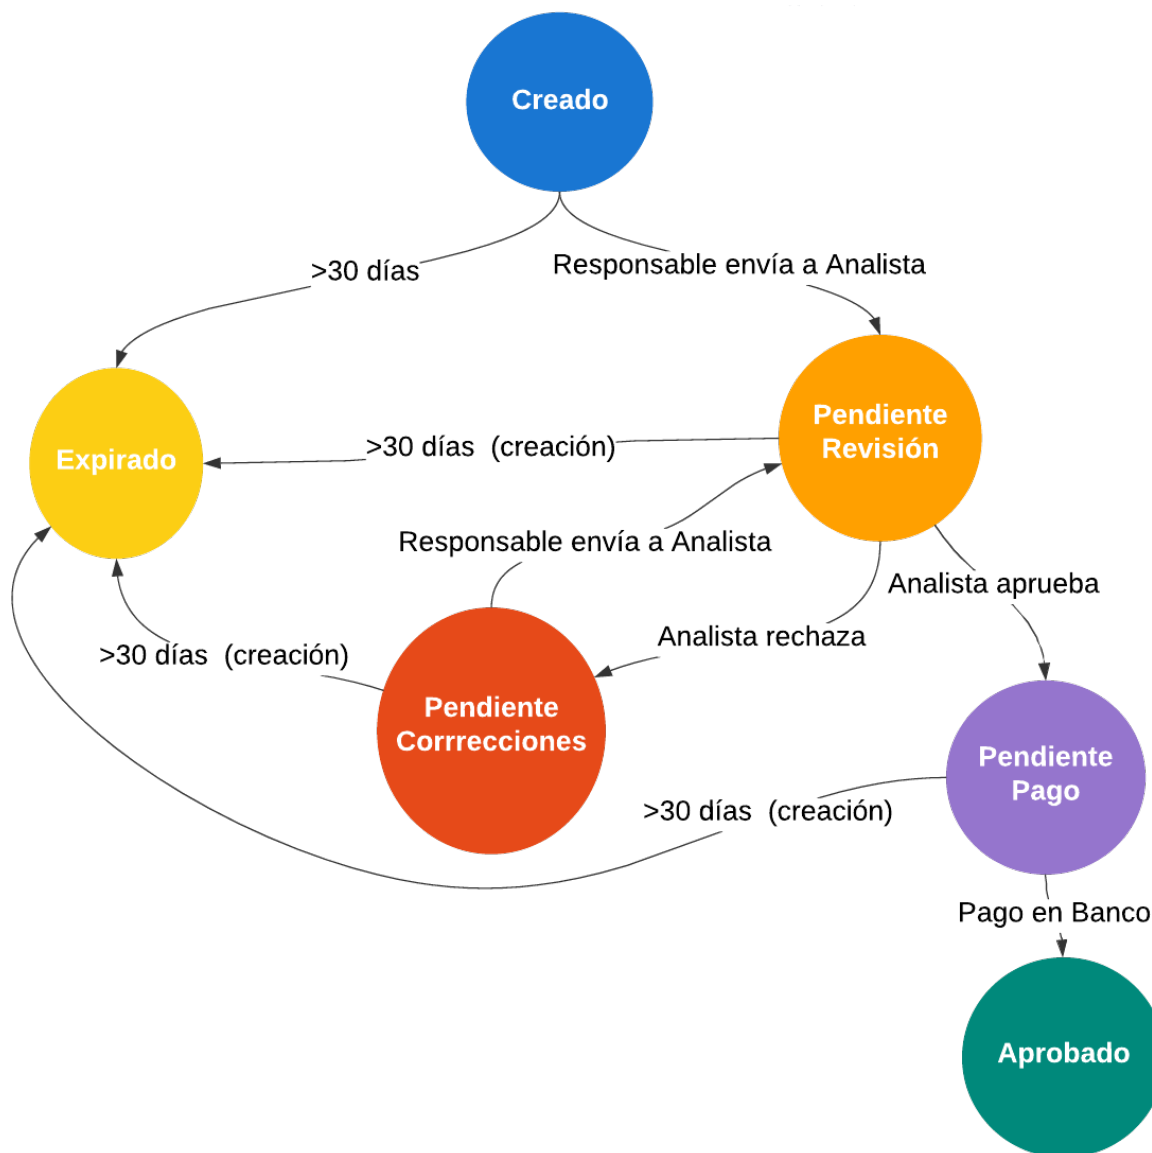 Creado
>30 días
Responsable envía a Analista
Pendiente
Revisión
>30 días  (creación)
Expirado
Responsable envía a Analista
Analista aprueba
Analista rechaza
>30 días  (creación)
Pendiente
Corrrecciones
Pendiente
Pago
>30 días  (creación)
Pago en Banco
Aprobado